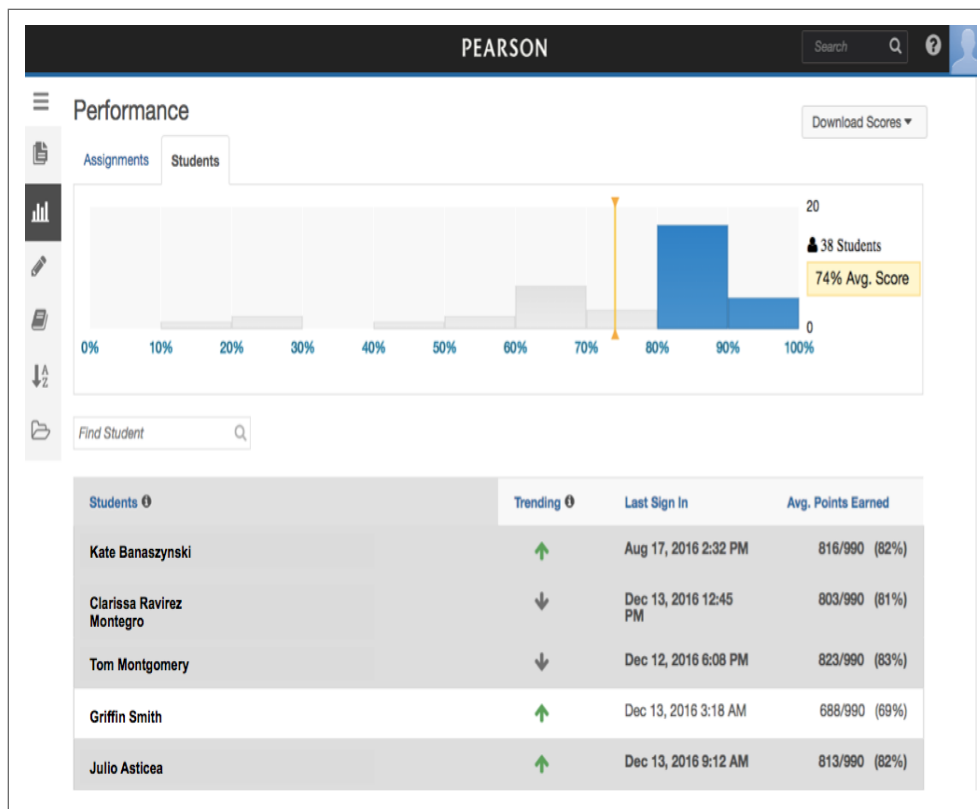 PEARSON
Search
Performance
Download Scores
Assignments Students
20
38 Students
74% Avg. Score
0
0% 10% 20% 30% 40% 50% 60% 70% 80% 90% 100%
Find Student
Students Trending Last Sign In Avg. Points Earned
Kate Banaszynski Aug 17, 2016 2:32 PM 816/990 (82%)
Clarissa Ravirez Dec 13, 2016 12:45 803/990 (81%)
Montegro PM
Tom Montgomery Dec 12, 2016 6:08 PM 823/990 (83%)
Griffin Smith Dec 13, 2016 3:18 AM 688/990 (69%)
Julio Asticea Dec 13, 2016 9:12 AM 813/990 (82%)